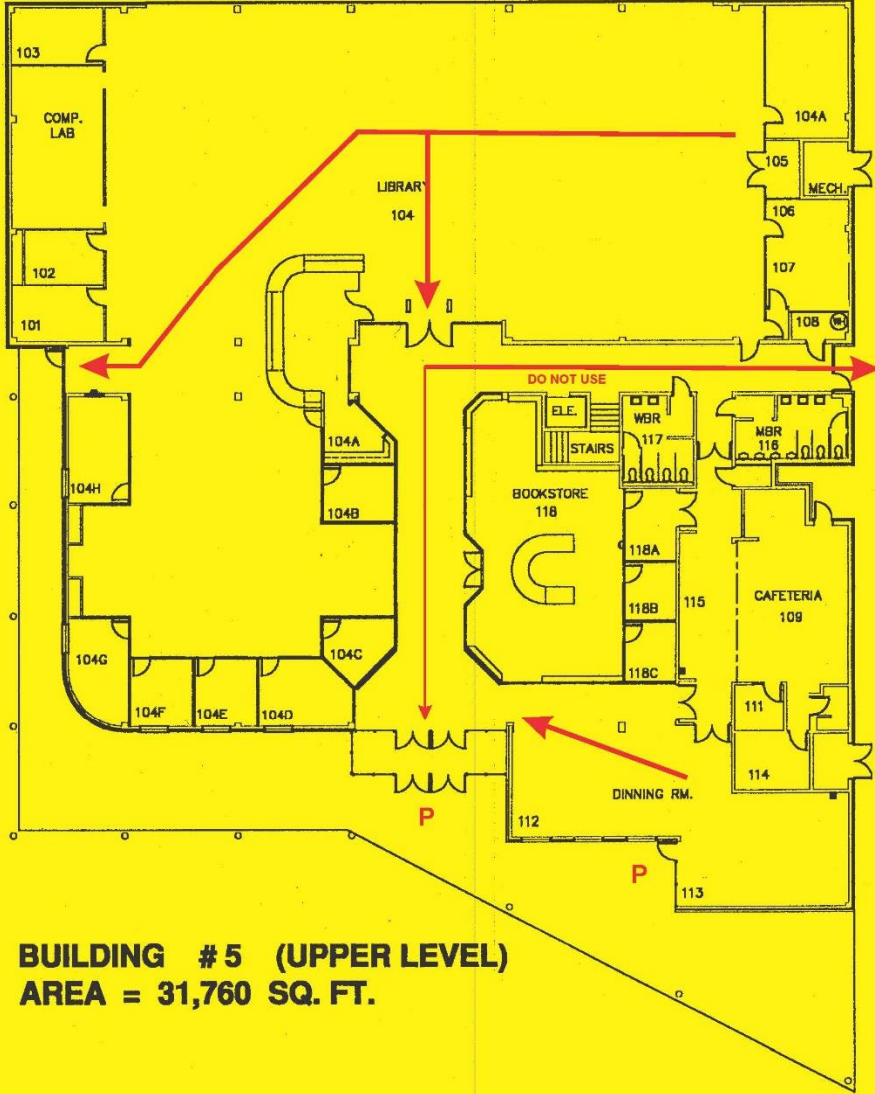 103
COMP.
LAB
104A
LIBRARY
104
105
MECH.
106
102
107
101
108
WH
DO NOT USE
ELE.
WBR
117
MBR
116
STAIRS
104A
104H
BOOKSTORE
118
104B
118A
118B
115
CAFETERIA
109
104G
104C
118C
104F
104E
104D
111
114
DINNING RM.
P
112
P
113
BUILDING # 5 (UPPER LEVEL)
AREA = 31,760 SQ. FT.